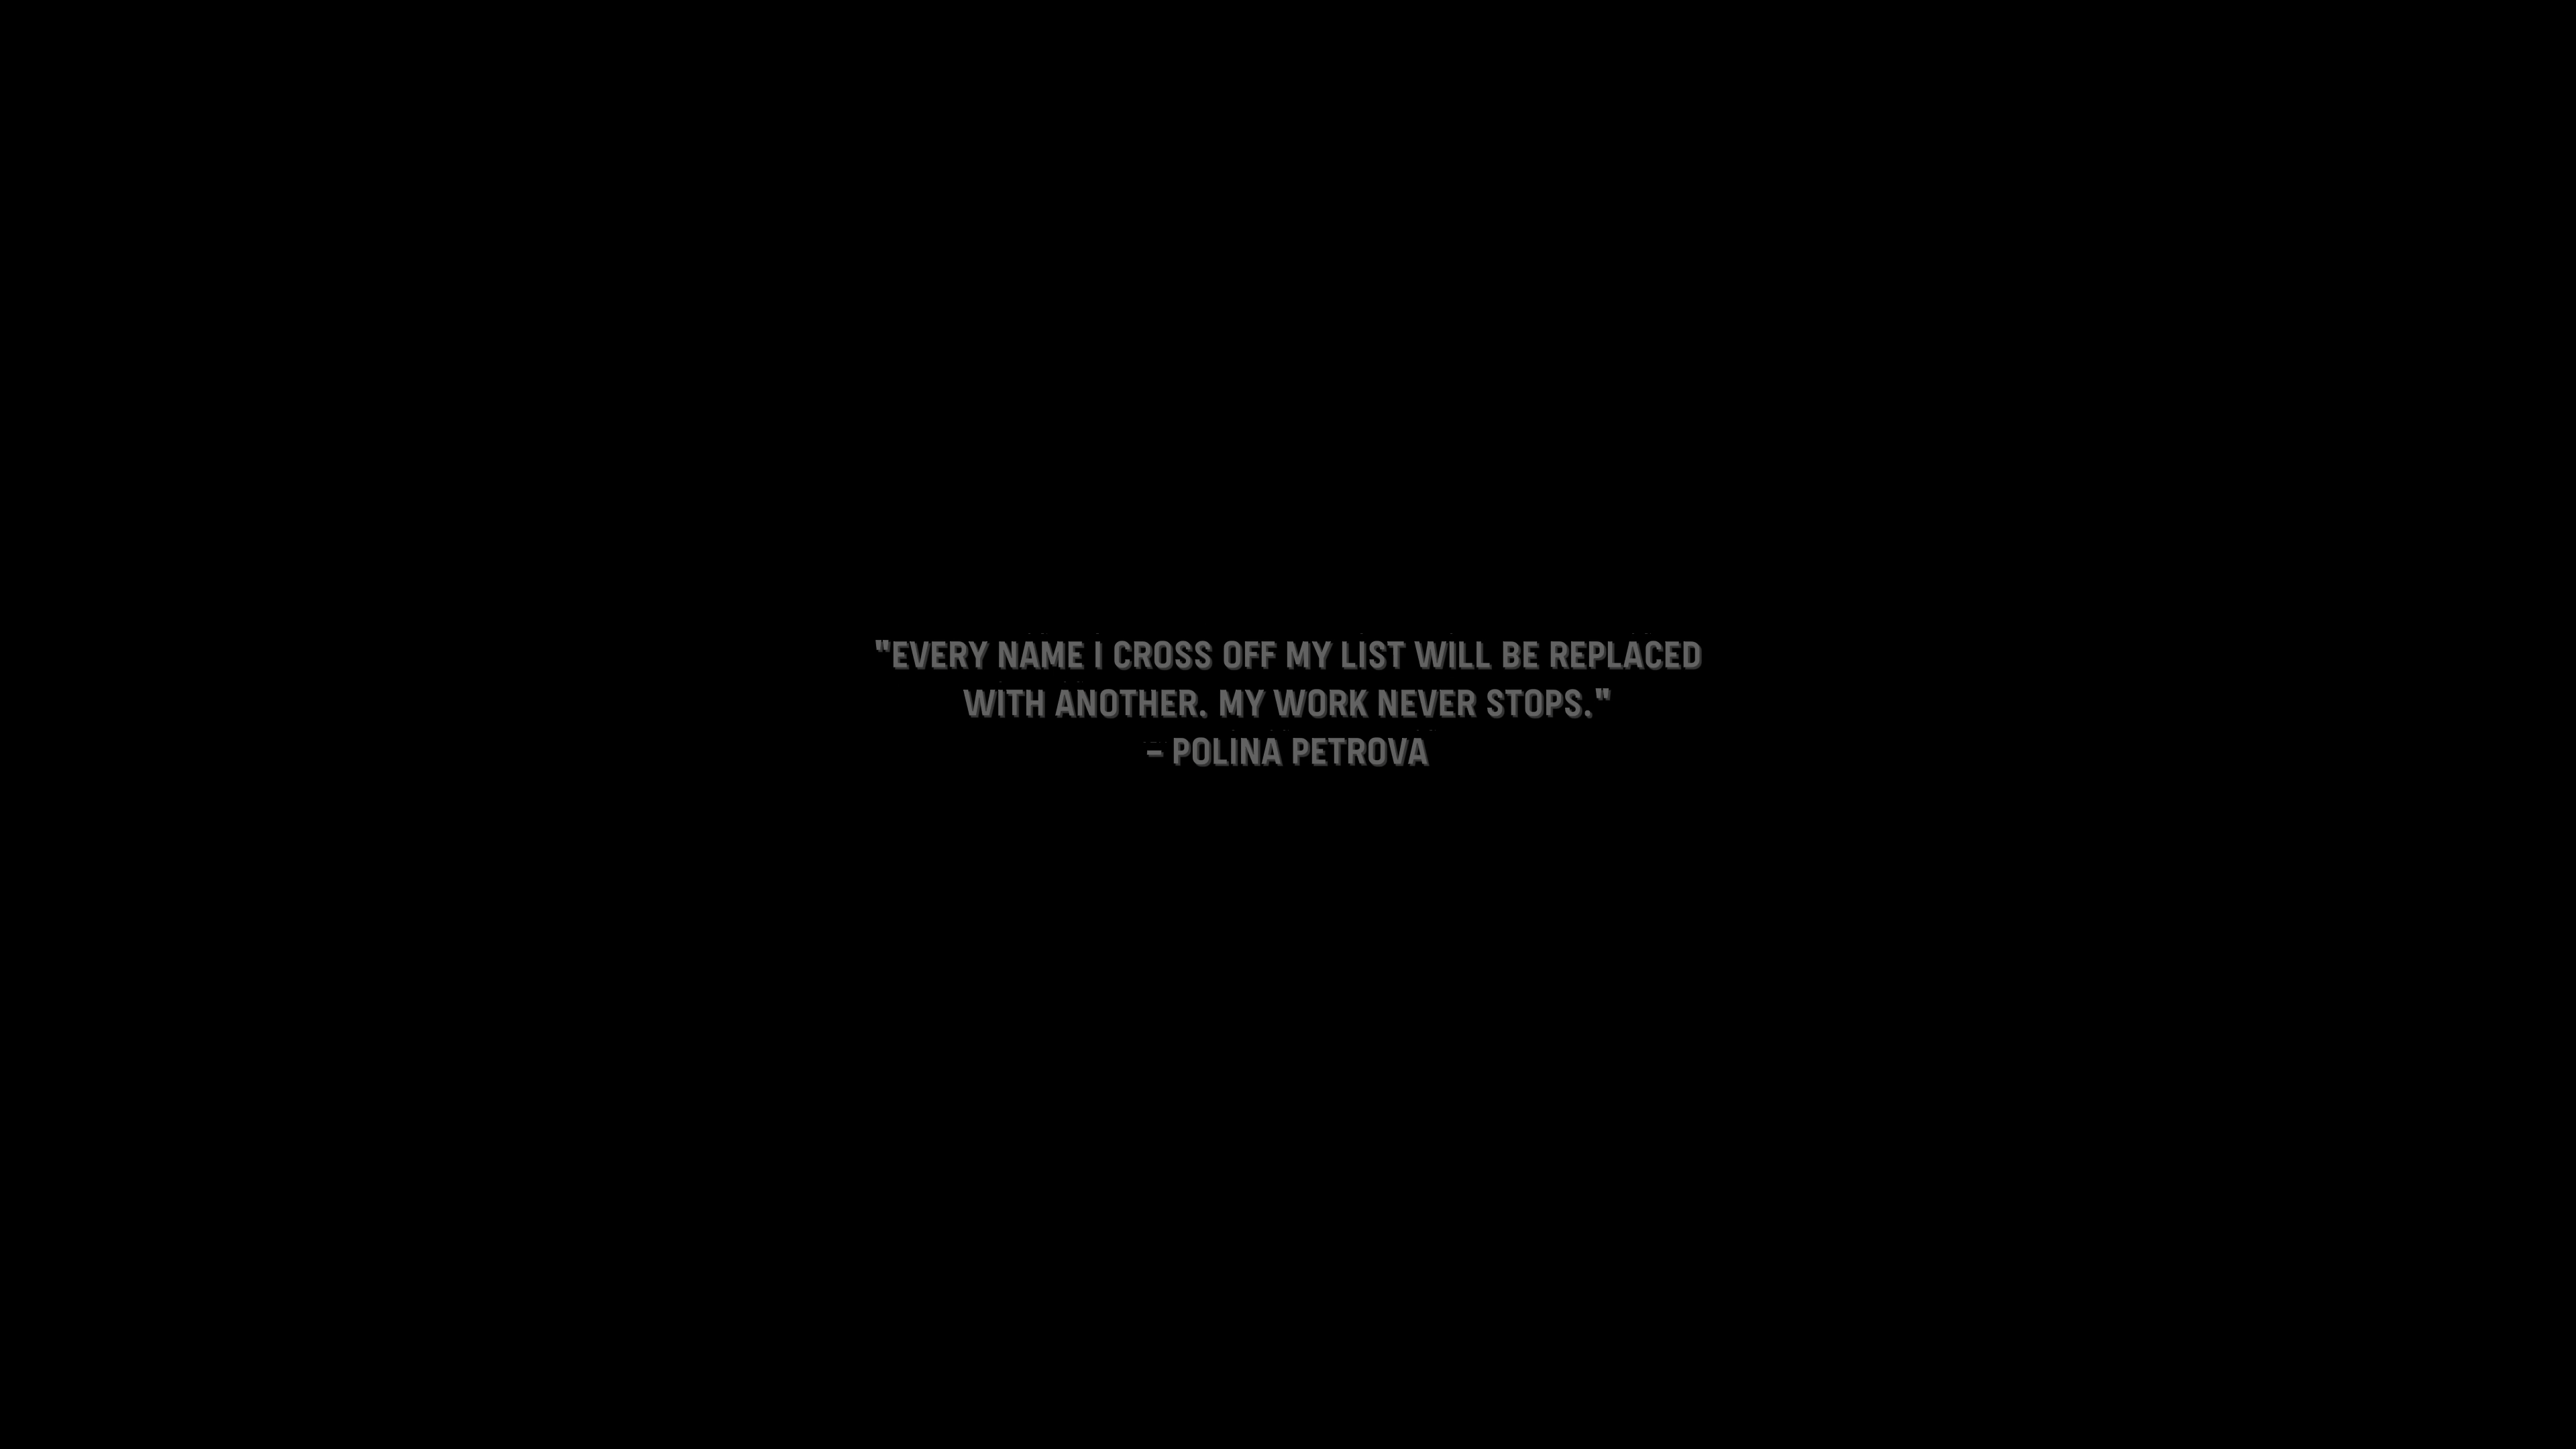 "EVERY NAME I CROSS OFF MY LIST WILL BE REPLACED
WITH ANOTHER. MY WORK NEVER STOPS."
– POLINA PETROVA